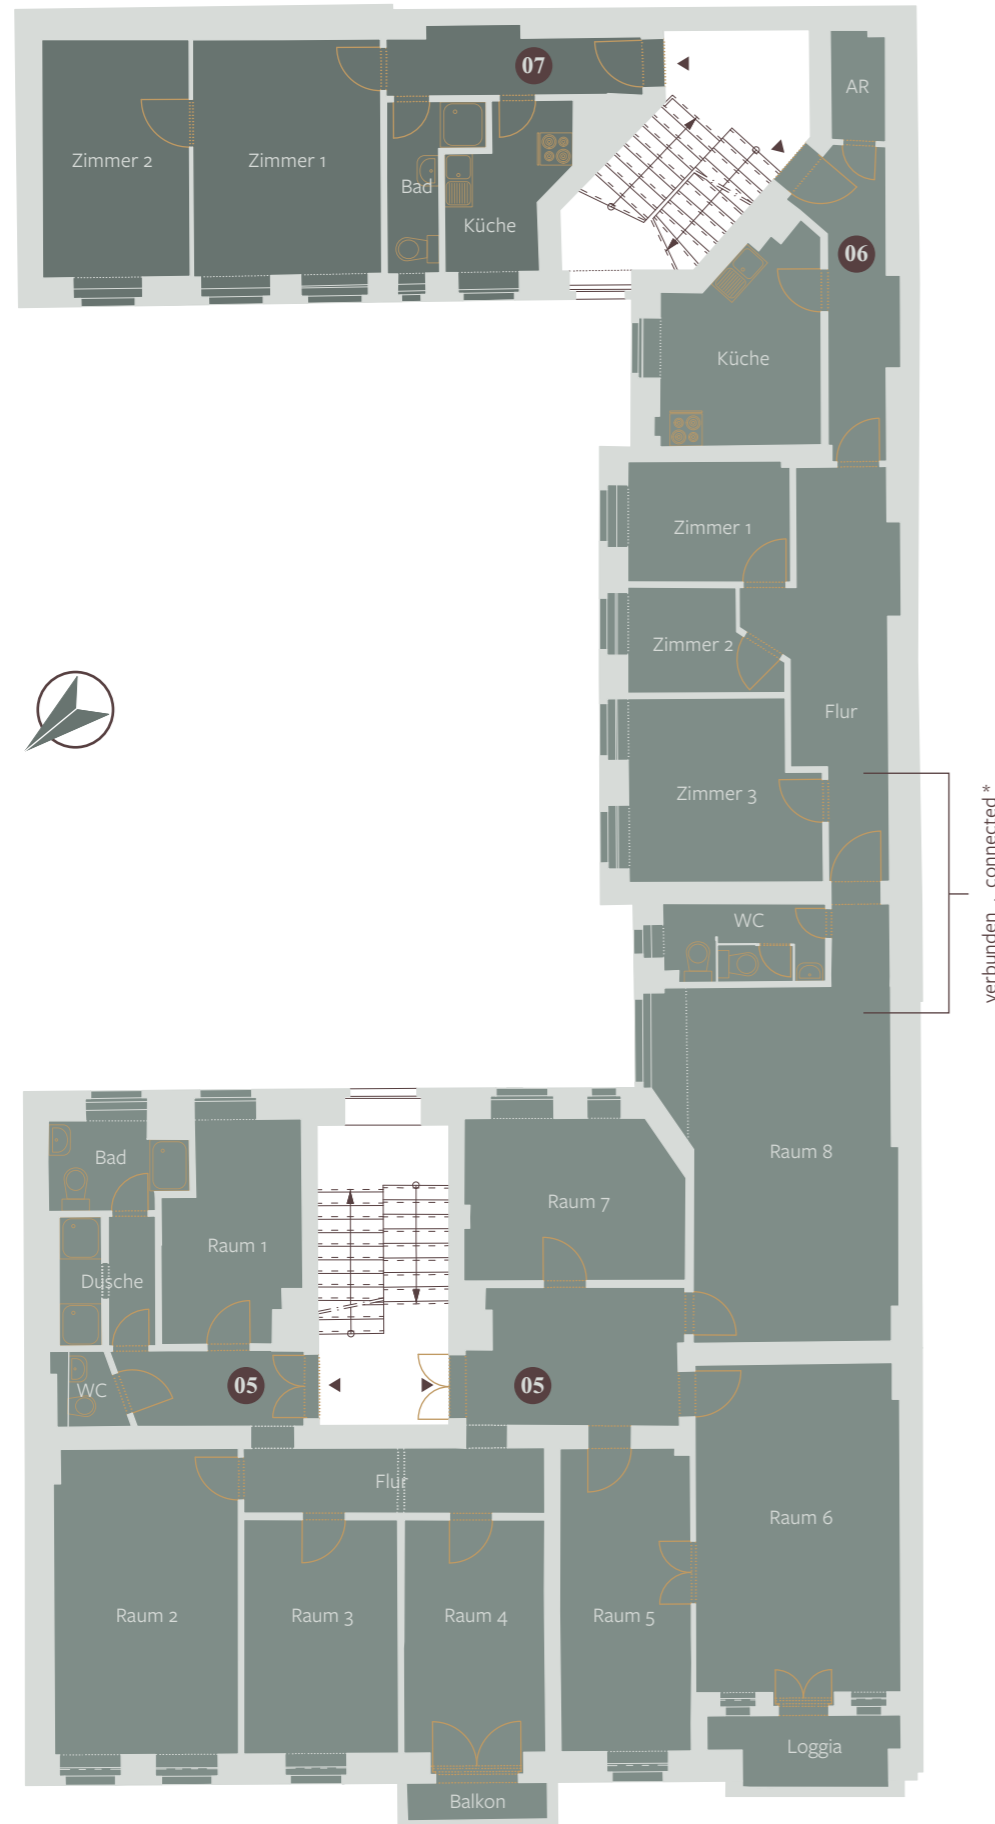 07
AR
Zimmer 2
Zimmer 1
Bad
Küche
06
Küche
Zimmer 1
Zimmer 2
Flur
Zimmer 3
verbunden . connected *
WC
Raum 8
Bad
Raum 7
Raum 1
Dusche
05
05
WC
Flur
Raum 6
Raum 2
Raum 3
Raum 4
Raum 5
Loggia
Balkon